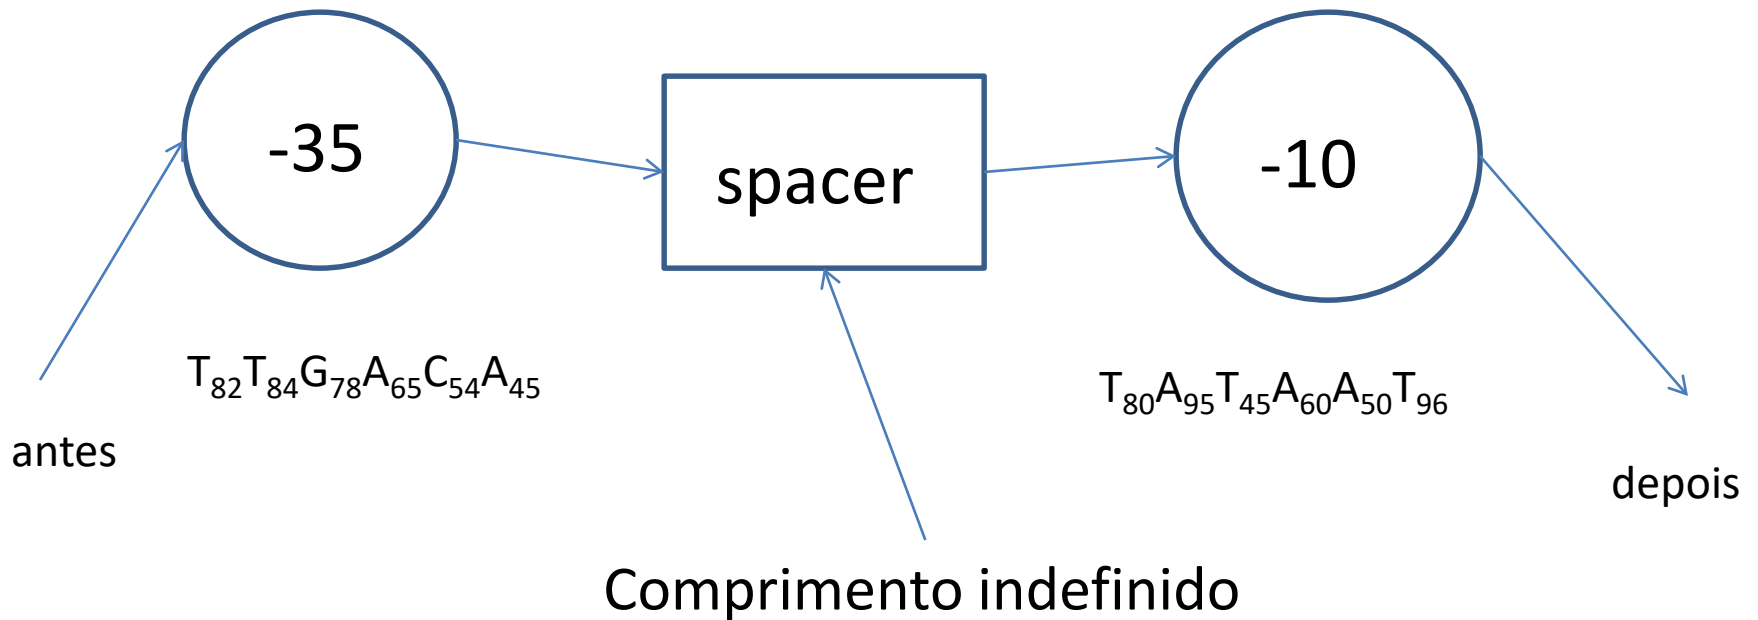 -35
spacer
-10
T₈₂T₈₄G₇₈A₆₅C₅₄A₄₅
T₈₀A₉₅T₄₅A₆₀A₅₀T₉₆
antes
depois
Comprimento indefinido